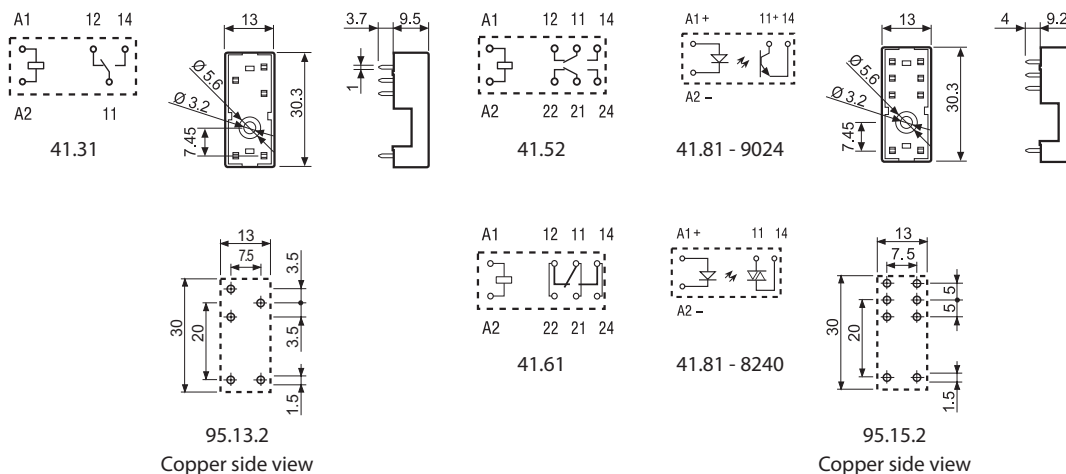 A1 12 14
A2 11
41.31
13
Ø 5.6
Ø 3.2
7.45
30.3
3.7 9.5
1
A1 12 11 14
A2 22 21 24
41.52
A1 + 11+ 14
A2 –
41.81 - 9024
13
Ø 5.6
Ø 3.2
7.45
30.3
4 9.2
13
7.5
3.5
30
20
3.5
1.5
95.13.2
Copper side view
A1 12 11 14
A2 22 21 24
41.61
A1 + 11 14
A2 –
41.81 - 8240
13
7.5
5
5
30
20
1.5
95.15.2
Copper side view